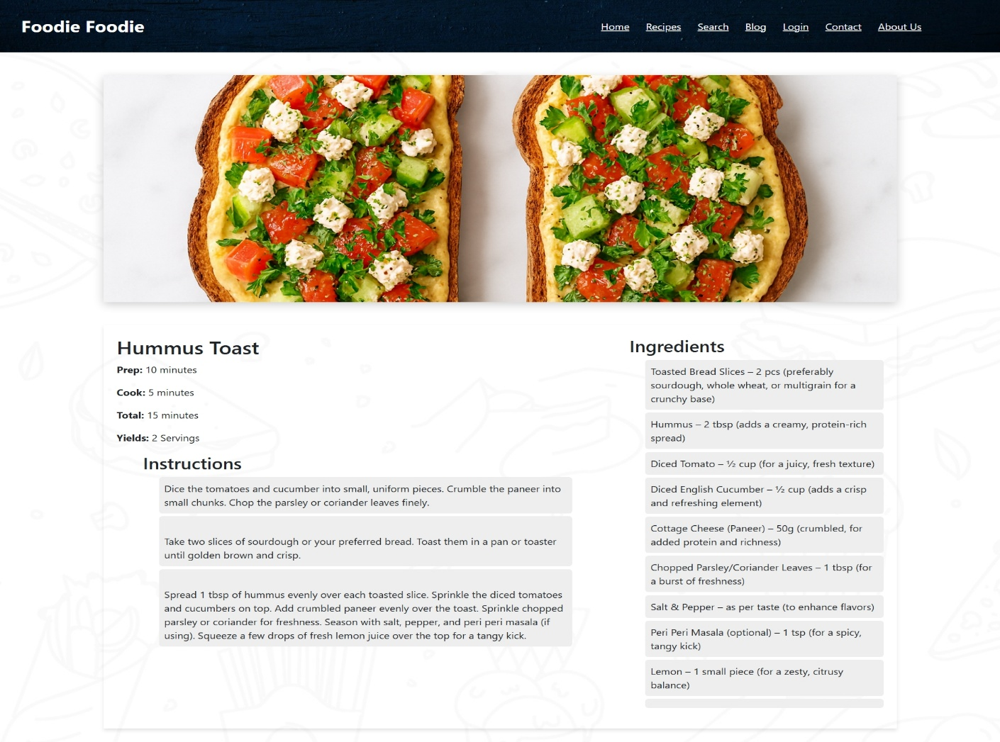 Foodie Foodie
Home Recipes Search Blog Login Contact About Us
Hummus Toast
Prep: 10 minutes
Cook: 5 minutes
Total: 15 minutes
Yields: 2 Servings
Instructions
Dice the tomatoes and cucumber into small, uniform pieces. Crumble the paneer into
small chunks. Chop the parsley or coriander leaves finely.
Take two slices of sourdough or your preferred bread. Toast them in a pan or toaster
until golden brown and crisp.
Spread 1 tbsp of hummus evenly over each toasted slice. Sprinkle the diced tomatoes
and cucumbers on top. Add crumbled paneer evenly over the toast. Sprinkle chopped
parsley or coriander for freshness. Season with salt, pepper, and peri peri masala (if
using). Squeeze a few drops of fresh lemon juice over the top for a tangy kick.
Ingredients
Toasted Bread Slices – 2 pcs (preferably
sourdough, whole wheat, or multigrain for a
crunchy base)
Hummus – 2 tbsp (adds a creamy, protein-rich
spread)
Diced Tomato – ½ cup (for a juicy, fresh texture)
Diced English Cucumber – ½ cup (adds a crisp
and refreshing element)
Cottage Cheese (Paneer) – 50g (crumbled, for
added protein and richness)
Chopped Parsley/Coriander Leaves – 1 tbsp (for
a burst of freshness)
Salt & Pepper – as per taste (to enhance flavors)
Peri Peri Masala (optional) – 1 tsp (for a spicy,
tangy kick)
Lemon – 1 small piece (for a zesty, citrusy
balance)